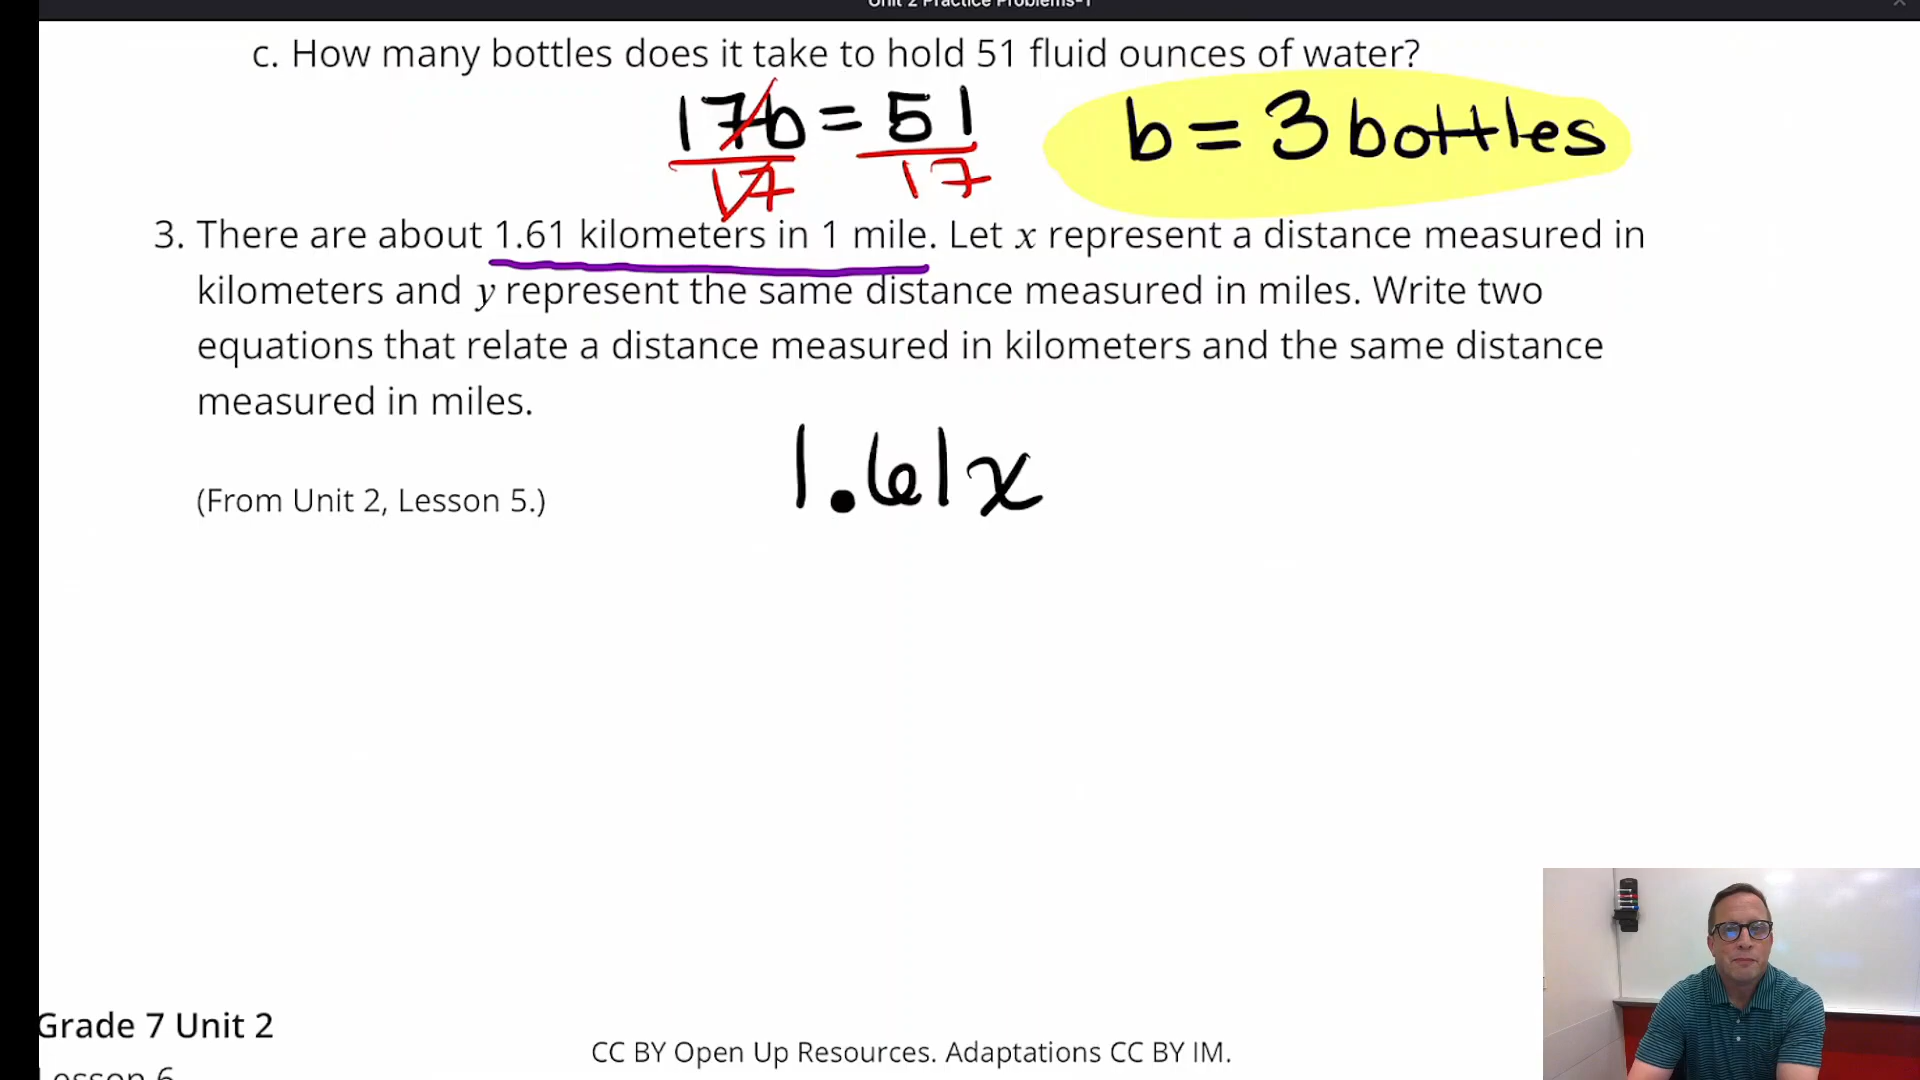 Unit 2 Practice Problems-1
c. How many bottles does it take to hold 51 fluid ounces of water?
17b = 51 b = 3 bottles
17 17
3. There are about 1.61 kilometers in 1 mile. Let x represent a distance measured in
kilometers and y represent the same distance measured in miles. Write two
equations that relate a distance measured in kilometers and the same distance
measured in miles.
1.61x
(From Unit 2, Lesson 5.)
Grade 7 Unit 2
CC BY Open Up Resources. Adaptations CC BY IM.
Lesson 6